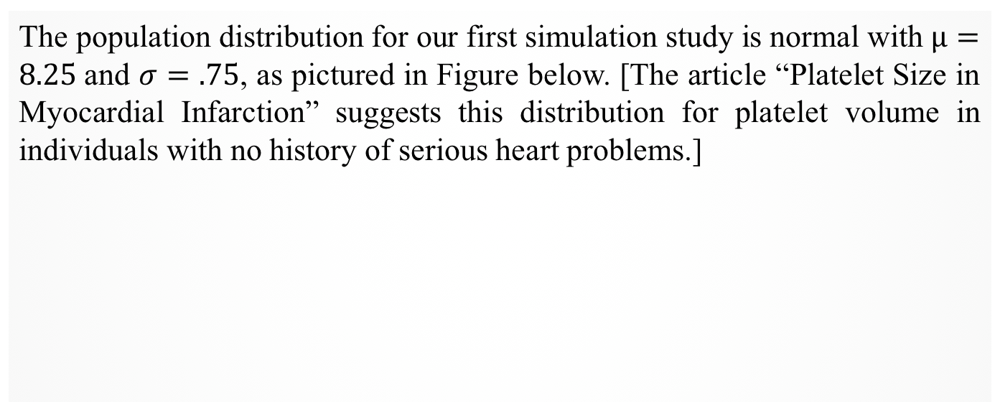 The population distribution for our first simulation study is normal with μ =
8.25 and σ = .75, as pictured in Figure below. [The article “Platelet Size in
Myocardial Infarction” suggests this distribution for platelet volume in
individuals with no history of serious heart problems.]